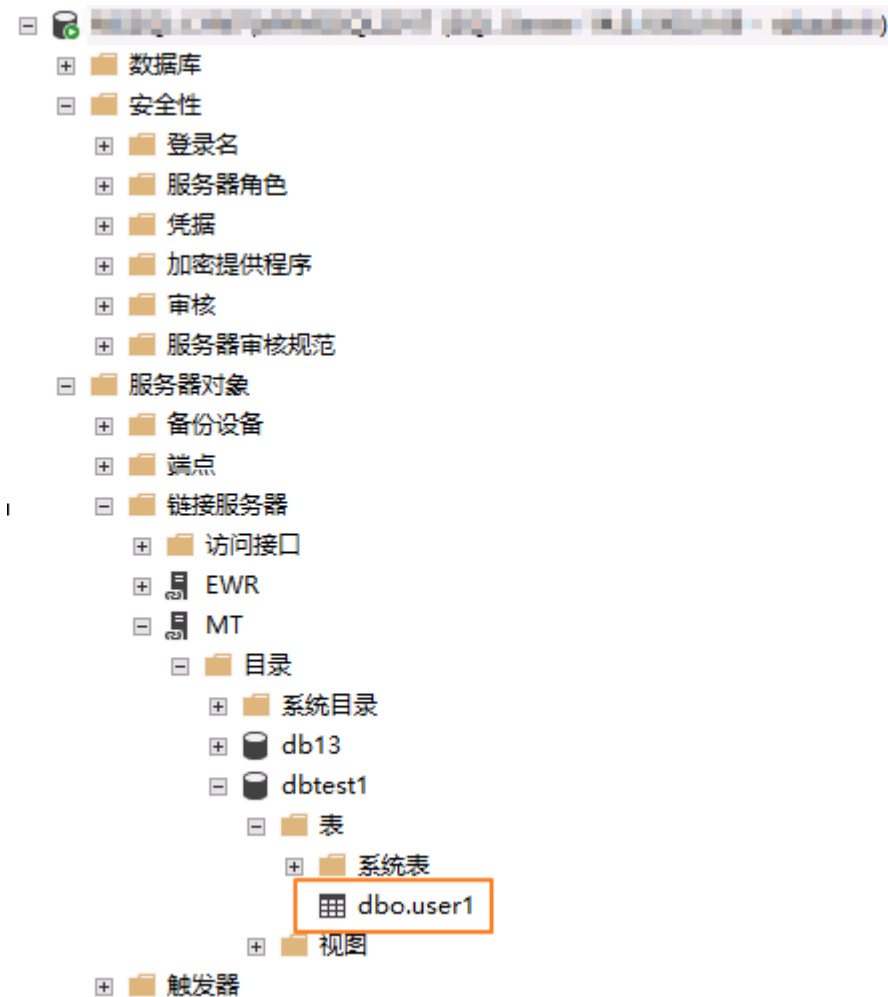 数据库
安全性
登录名
服务器角色
凭据
加密提供程序
审核
服务器审核规范
服务器对象
备份设备
端点
链接服务器
访问接口
EWR
MT
目录
系统目录
db13
dbtest1
表
系统表
dbo.user1
视图
触发器